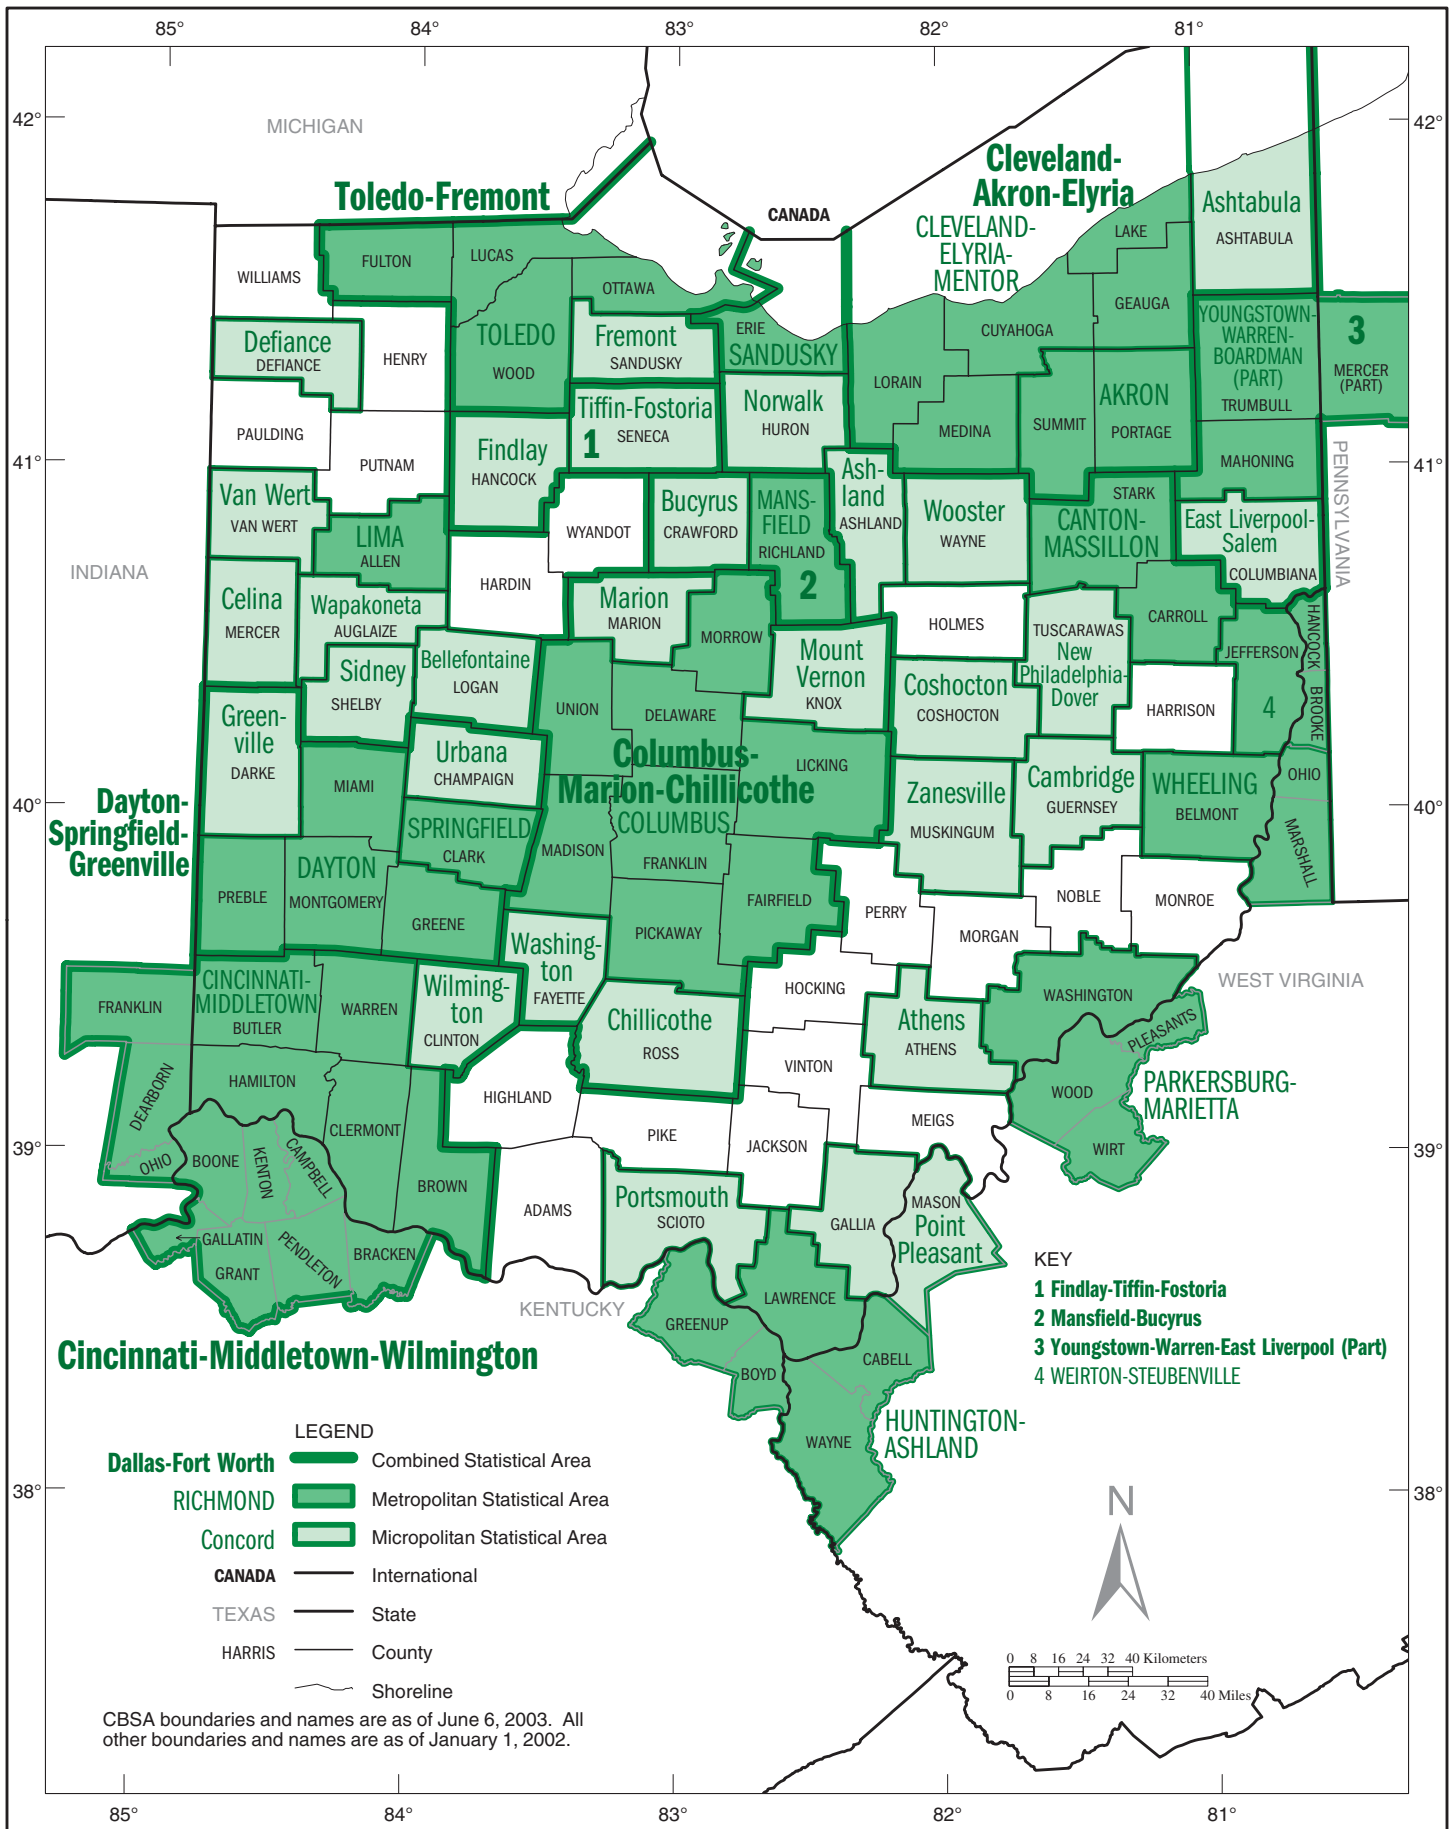 85°
84°
83°
82°
81°
42°
42°
MICHIGAN
Toledo-Fremont
Cleveland-
Akron-Elyria
CANADA
CLEVELAND-
ELYRIA-
MENTOR
Ashtabula
ASHTABULA
LAKE
GEAUGA
CUYAHOGA
WILLIAMS
FULTON
LUCAS
OTTAWA
TOLEDO
WOOD
Fremont
SANDUSKY
ERIE
SANDUSKY
LORAIN
MEDINA
SUMMIT
AKRON
PORTAGE
YOUNGSTOWN-
WARREN-
BOARDMAN
(PART)
TRUMBULL
3
MERCER
(PART)
Defiance
DEFIANCE
HENRY
PAULDING
PUTNAM
Findlay
HANCOCK
Tiffin-Fostoria
1
SENECA
Norwalk
HURON
41°
41°
MAHONING
PENNSYLVANIA
Van Wert
VAN WERT
LIMA
ALLEN
WYANDOT
Bucyrus
CRAWFORD
MANS-
FIELD
RICHLAND
2
Ash-
land
ASHLAND
Wooster
WAYNE
STARK
CANTON-
MASSILLON
East Liverpool-
Salem
COLUMBIANA
INDIANA
HARDIN
Celina
MERCER
Wapakoneta
AUGLAIZE
Marion
MARION
MORROW
HOLMES
TUSCARAWAS
New
Philadelphia-
Dover
CARROLL
JEFFERSON
HANCOCK
BROOKE
4
HARRISON
Sidney
SHELBY
Bellefontaine
LOGAN
Mount
Vernon
KNOX
Coshocton
COSHOCTON
UNION
DELAWARE
Green-
ville
DARKE
Urbana
CHAMPAIGN
MIAMI
Columbus-
Marion-Chillicothe
COLUMBUS
LICKING
Zanesville
MUSKINGUM
Cambridge
GUERNSEY
WHEELING
BELMONT
OHIO
MARSHALL
40°
40°
Dayton-
Springfield-
Greenville
SPRINGFIELD
CLARK
MADISON
FRANKLIN
DAYTON
MONTGOMERY
PREBLE
GREENE
FAIRFIELD
PICKAWAY
PERRY
MORGAN
NOBLE
MONROE
Washing-
ton
FAYETTE
HOCKING
WEST VIRGINIA
FRANKLIN
CINCINNATI-
MIDDLETOWN
BUTLER
WARREN
Wilming-
ton
CLINTON
Chillicothe
ROSS
Athens
ATHENS
WASHINGTON
PLEASANTS
VINTON
WOOD
WIRT
PARKERSBURG-
MARIETTA
DEARBORN
HAMILTON
CLERMONT
HIGHLAND
PIKE
JACKSON
MEIGS
39°
39°
OHIO
BOONE
KENTON
CAMPBELL
BROWN
ADAMS
Portsmouth
SCIOTO
GALLIA
MASON
Point
Pleasant
GALLATIN
GRANT
PENDLETON
BRACKEN
KENTUCKY
GREENUP
BOYD
LAWRENCE
CABELL
WAYNE
HUNTINGTON-
ASHLAND
Cincinnati-Middletown-Wilmington
KEY
1 Findlay-Tiffin-Fostoria
2 Mansfield-Bucyrus
3 Youngstown-Warren-East Liverpool (Part)
4 WEIRTON-STEUBENVILLE
LEGEND
Dallas-Fort Worth Combined Statistical Area
RICHMOND Metropolitan Statistical Area
Concord Micropolitan Statistical Area
CANADA International
TEXAS State
HARRIS County
Shoreline
38°
38°
N
0 8 16 24 32 40 Kilometers
0 8 16 24 32 40 Miles
CBSA boundaries and names are as of June 6, 2003. All
other boundaries and names are as of January 1, 2002.
85°
84°
83°
82°
81°